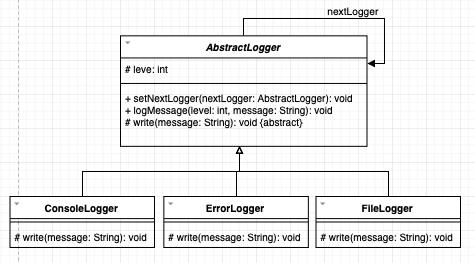 nextLogger
AbstractLogger
# leve: int
+ setNextLogger(nextLogger: AbstractLogger): void
+ logMessage(level: int, message: String): void
# write(message: String): void {abstract}
ConsoleLogger
# write(message: String): void
ErrorLogger
# write(message: String): void
FileLogger
# write(message: String): void